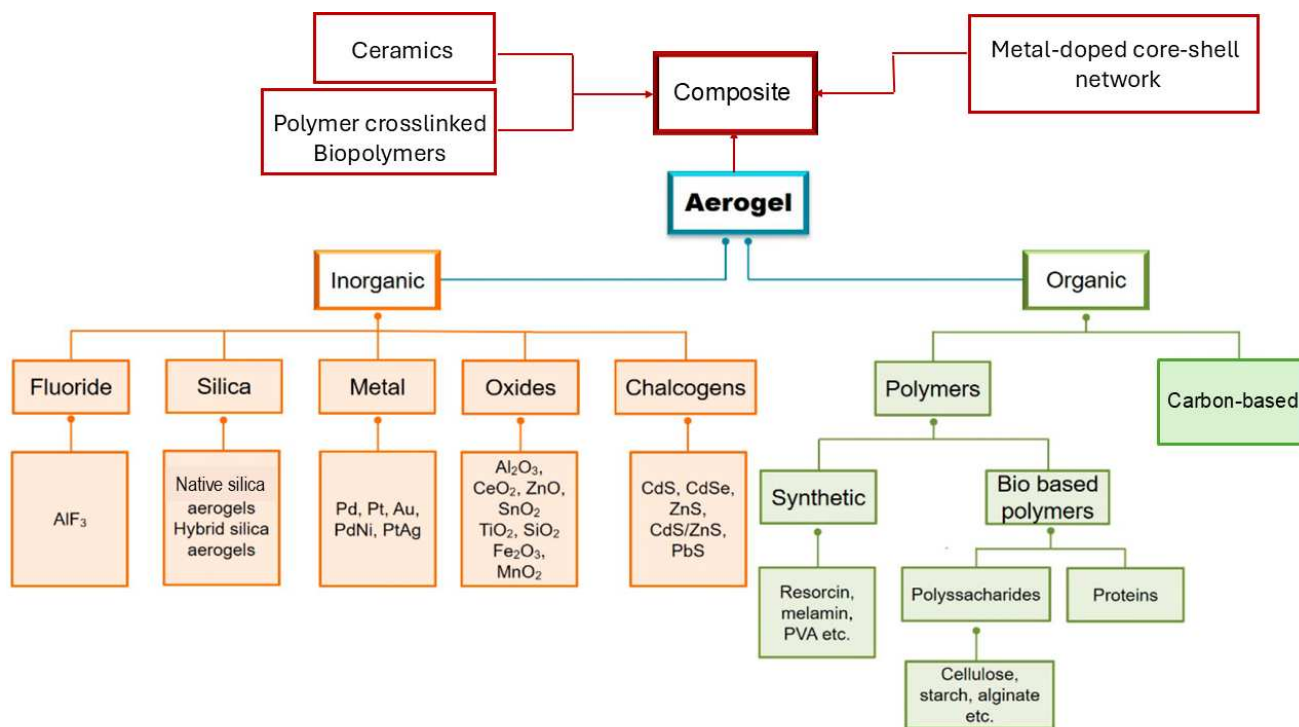 Ceramics
Polymer crosslinked
Biopolymers
Composite
Metal-doped core-shell
network
Aerogel
Inorganic
Organic
Fluoride
Silica
Metal
Oxides
Chalcogens
Polymers
Carbon-based
AlF₃
Native silica
aerogels
Hybrid silica
aerogels
Pd, Pt, Au,
PdNi, PtAg
Al₂O₃,
CeO₂, ZnO,
SnO₂
TiO₂, SiO₂
Fe₂O₃,
MnO₂
CdS, CdSe,
ZnS,
CdS/ZnS,
PbS
Synthetic
Bio based
polymers
Resorcin,
melamin,
PVA etc.
Polyssacharides
Proteins
Cellulose,
starch, alginate
etc.